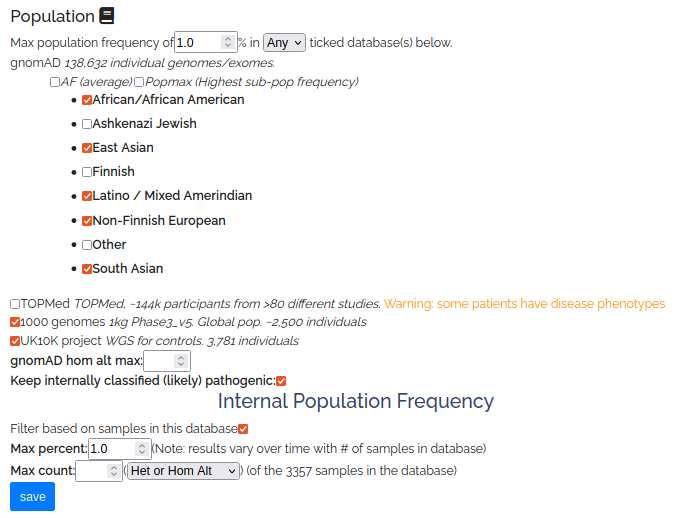 Population
Max population frequency of 1.0 % in Any ticked database(s) below.
gnomAD 138,632 individual genomes/exomes.
AF (average) Popmax (Highest sub-pop frequency)
African/African American
Ashkenazi Jewish
East Asian
Finnish
Latino / Mixed Amerindian
Non-Finnish European
Other
South Asian
TOPMed TOPMed, ~144k participants from >80 different studies. Warning: some patients have disease phenotypes
1000 genomes 1kg Phase3_v5. Global pop. ~2,500 individuals
UK10K project WGS for controls. 3,781 individuals
gnomAD hom alt max:
Keep internally classified (likely) pathogenic:
Internal Population Frequency
Filter based on samples in this database
Max percent: 1.0 (Note: results vary over time with # of samples in database)
Max count: ( Het or Hom Alt ) (of the 3357 samples in the database)
save